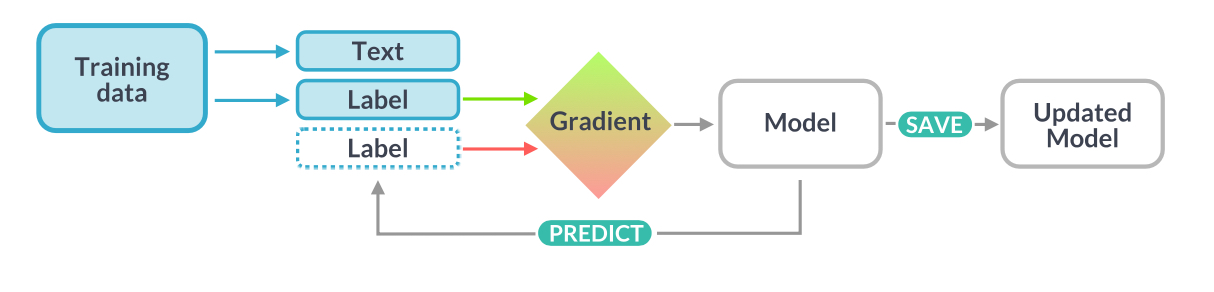 Training
data
Text
Label
Label
Gradient
Model
SAVE
Updated
Model
PREDICT